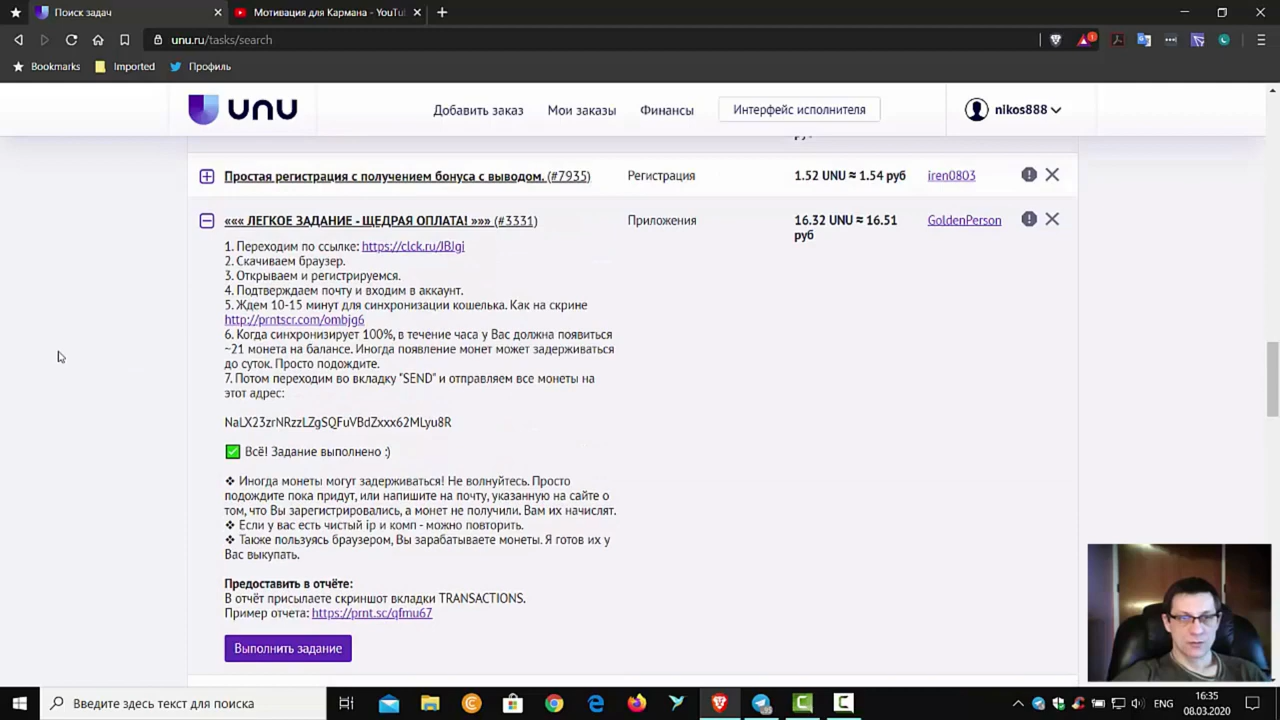 Поиск задач
Мотивация для Кармана - YouTu
unu.ru/tasks/search
Bookmarks
Imported
Профиль
unu
Добавить заказ
Мои заказы
Финансы
Интерфейс исполнителя
nikos888
руб
Простая регистрация с получением бонуса с выводом. (#7935)
Регистрация
1.52 UNU ≈ 1.54 руб
iren0803
««« ЛЕГКОЕ ЗАДАНИЕ - ЩЕДРАЯ ОПЛАТА! »»» (#3331)
Приложения
16.32 UNU ≈ 16.51
руб
GoldenPerson
1. Переходим по ссылке: https://clck.ru/JBJgi
2. Скачиваем браузер.
3. Открываем и регистрируемся.
4. Подтверждаем почту и входим в аккаунт.
5. Ждем 10-15 минут для синхронизации кошелька. Как на скрине
http://prntscr.com/ombjg6
6. Когда синхронизирует 100%, в течение часа у Вас должна появиться
~21 монета на балансе. Иногда появление монет может задерживаться
до суток. Просто подождите.
7. Потом переходим во вкладку "SEND" и отправляем все монеты на
этот адрес:
NaLX23zrNRzzLZgSQFuVBdZxxx62MLyu8R
✅ Всё! Задание выполнено :)
❖ Иногда монеты могут задерживаться! Не волнуйтесь. Просто
подождите пока придут, или напишите на почту, указанную на сайте о
том, что Вы зарегистрировались, а монет не получили. Вам их начислят.
❖ Если у вас есть чистый ip и комп - можно повторить.
❖ Также пользуясь браузером, Вы зарабатываете монеты. Я готов их у
Вас выкупать.
Предоставить в отчёте:
В отчёт присылаете скриншот вкладки TRANSACTIONS.
Пример отчета: https://prnt.sc/qfmu67
Выполнить задание
Введите здесь текст для поиска
ENG
16:35
08.03.2020